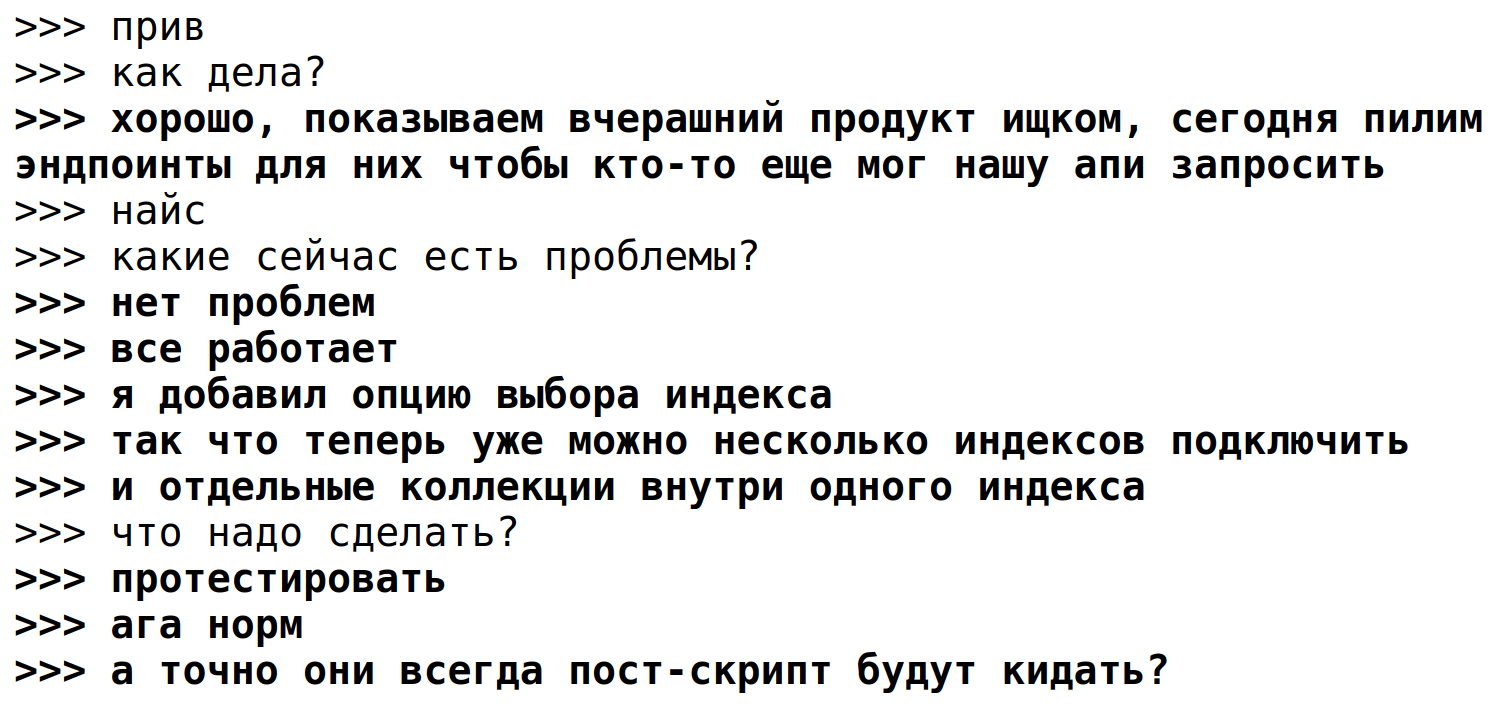 >>> прив
>>> как дела?
>>> хорошо, показываем вчерашний продукт ищком, сегодня пилим
эндпоинты для них чтобы кто-то еще мог нашу апи запросить
>>> найс
>>> какие сейчас есть проблемы?
>>> нет проблем
>>> все работает
>>> я добавил опцию выбора индекса
>>> так что теперь уже можно несколько индексов подключить
>>> и отдельные коллекции внутри одного индекса
>>> что надо сделать?
>>> протестировать
>>> ага норм
>>> а точно они всегда пост-скрипт будут кидать?